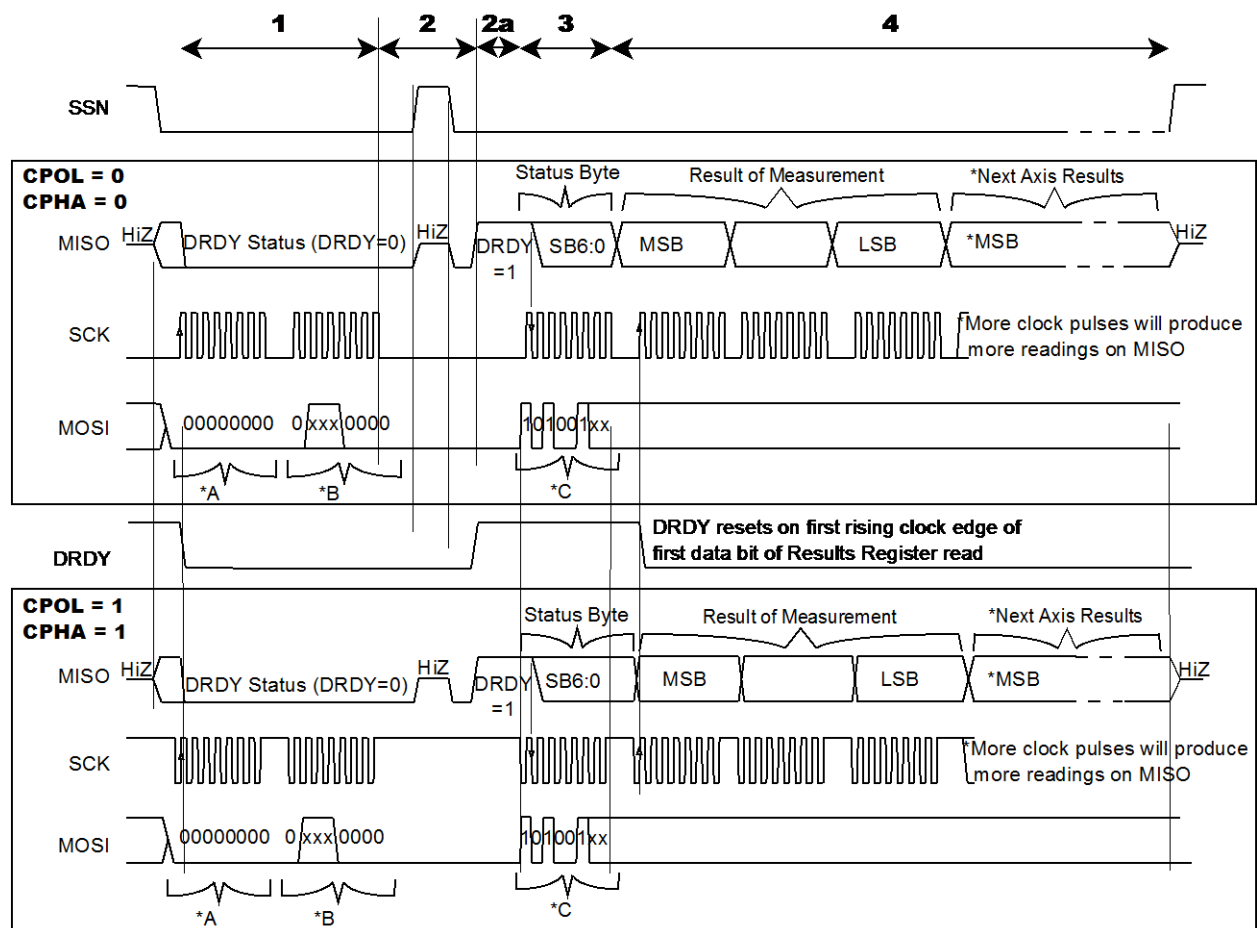 1 2 2a 3 4
SSN
CPOL = 0
CPHA = 0
Status Byte
Result of Measurement
*Next Axis Results
MISO
HiZ
DRDY Status (DRDY=0)
HiZ
DRDY
=1
SB6:0
MSB
LSB
*MSB
HiZ
SCK
*More clock pulses will produce
more readings on MISO
MOSI
00000000
0 xxx 0000
101001xx
*A
*B
*C
DRDY
DRDY resets on first rising clock edge of
first data bit of Results Register read
CPOL = 1
CPHA = 1
Status Byte
Result of Measurement
*Next Axis Results
MISO
HiZ
DRDY Status (DRDY=0)
HiZ
DRDY
=1
SB6:0
MSB
LSB
*MSB
HiZ
SCK
*More clock pulses will produce
more readings on MISO
MOSI
00000000
0 xxx 0000
101001xx
*A
*B
*C